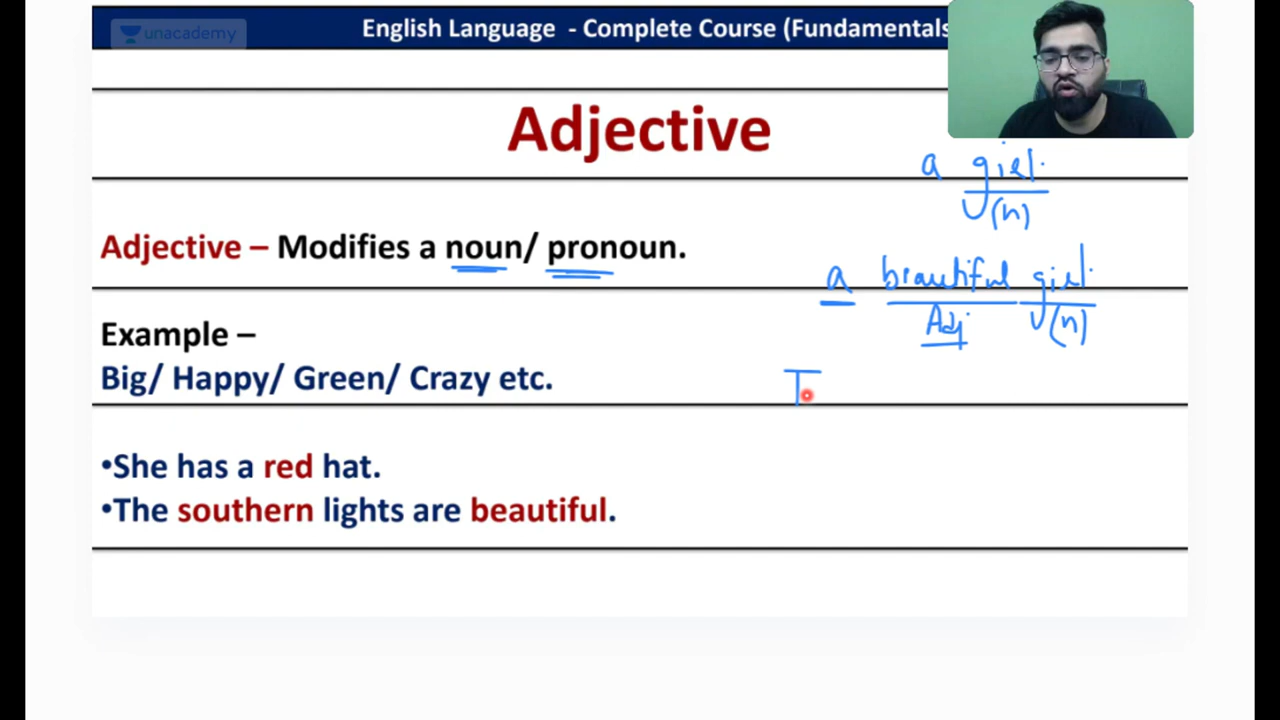 unacademy
English Language - Complete Course (Fundamentals
Adjective
a girl.
(n)
Adjective – Modifies a noun/ pronoun.
a beautiful girl.
Adj (n)
Example –
Big/ Happy/ Green/ Crazy etc.
T
•She has a red hat.
•The southern lights are beautiful.